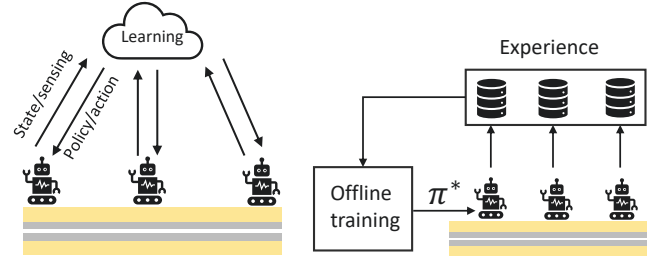 Learning
State/sensing
Policy/action
Experience
Offline
training
π*